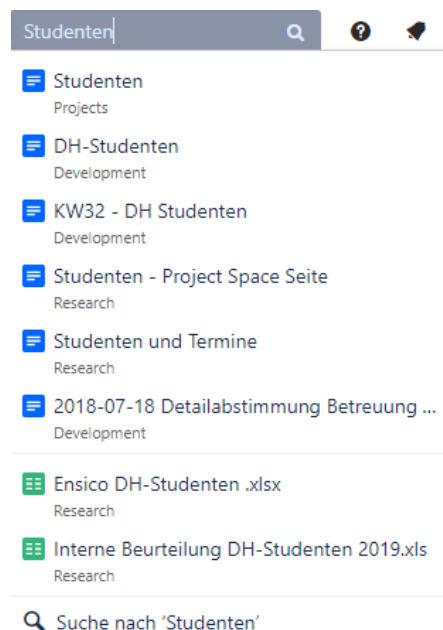 Studenten
Studenten
Projects
DH-Studenten
Development
KW32 - DH Studenten
Development
Studenten - Project Space Seite
Research
Studenten und Termine
Research
2018-07-18 Detailabstimmung Betreuung ...
Development
Ensico DH-Studenten .xlsx
Research
Interne Beurteilung DH-Studenten 2019.xls
Research
Suche nach ‘Studenten’